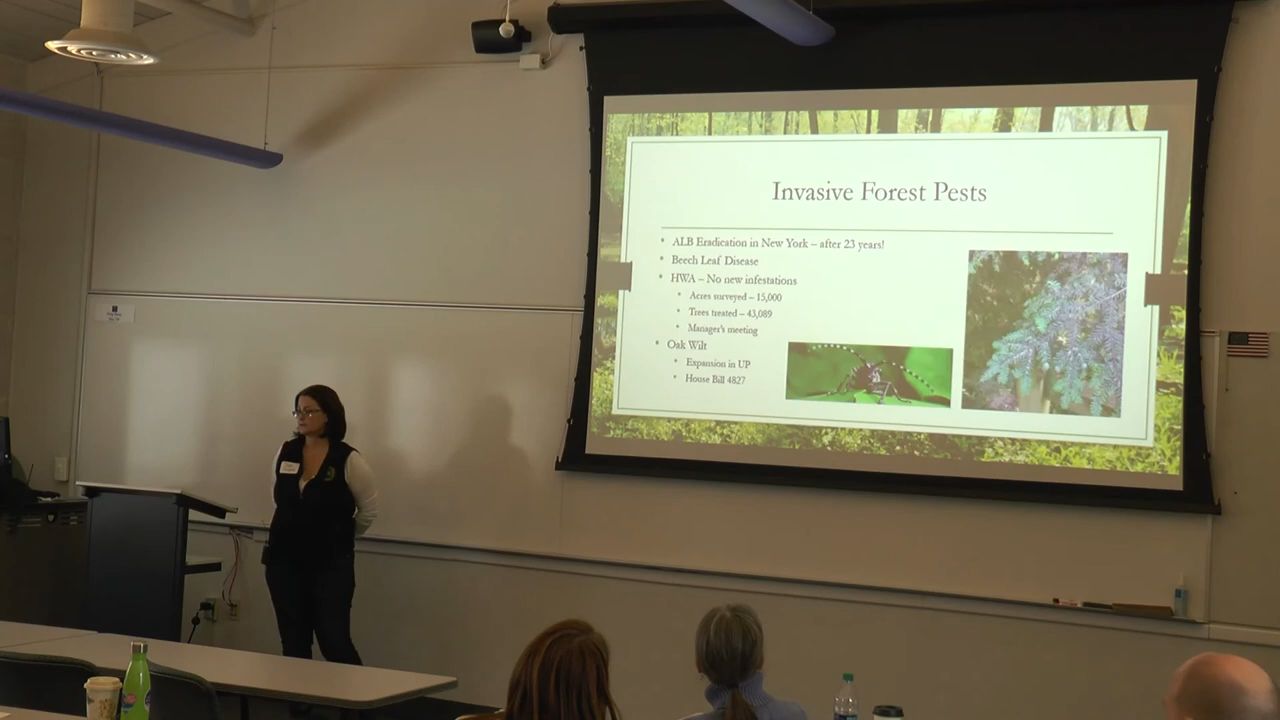 Invasive Forest Pests
ALB Eradication in New York – after 23 years!
Beech Leaf Disease
HWA – No new infestations
Acres surveyed – 15,000
Trees treated – 43,089
Manager's meeting
Oak Wilt
Expansion in UP
House Bill 4827